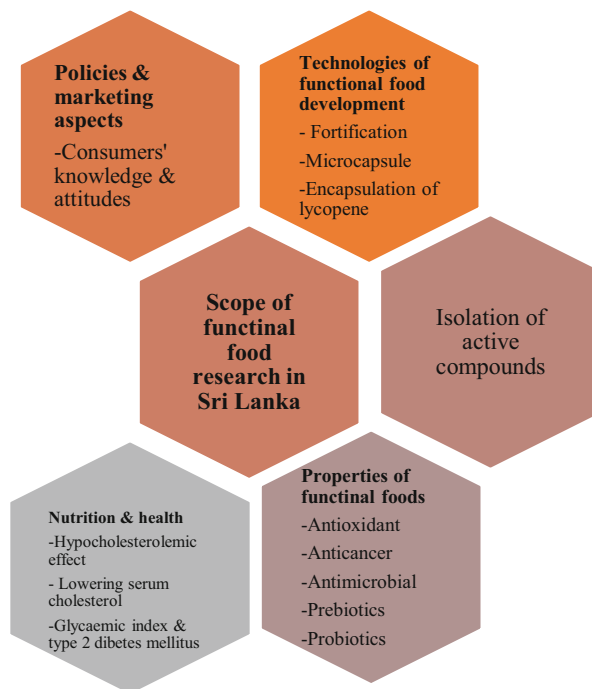 Policies &
marketing
aspects
-Consumers'
knowledge &
attitudes
Technologies of
functional food
development
- Fortification
-Microcapsule
-Encapsulation of
lycopene
Scope of
functinal
food
research in
Sri Lanka
Isolation of
active
compounds
Nutrition & health
-Hypocholesterolemic
effect
- Lowering serum
cholesterol
-Glycaemic index &
type 2 dibetes mellitus
Properties of
functinal foods
-Antioxidant
-Anticancer
-Antimicrobial
-Prebiotics
-Probiotics